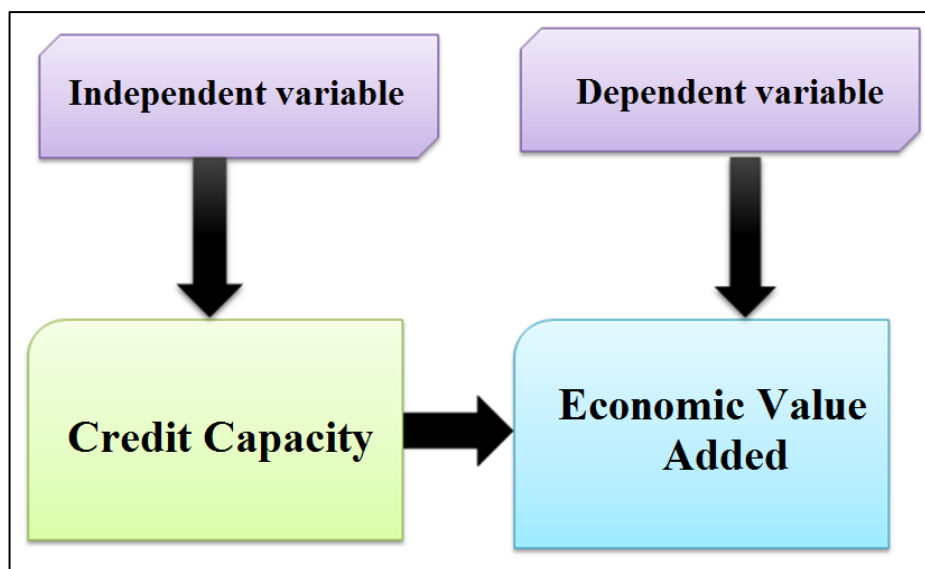 Independent variable
Dependent variable
Credit Capacity
Economic Value
Added